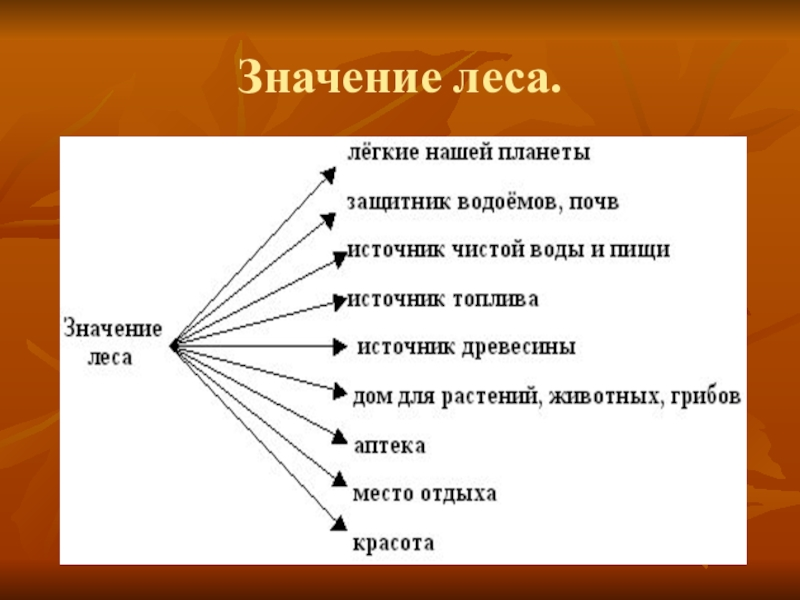 Значение леса.
лёгкие нашей планеты
защитник водоёмов, почв
источник чистой воды и пищи
источник топлива
Значение
леса
источник древесины
дом для растений, животных, грибов
аптека
место отдыха
красота